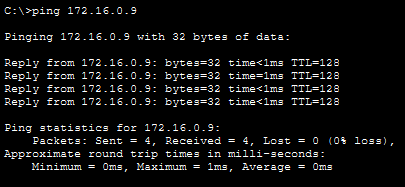 C:\>ping 172.16.0.9
Pinging 172.16.0.9 with 32 bytes of data:
Reply from 172.16.0.9: bytes=32 time<1ms TTL=128
Reply from 172.16.0.9: bytes=32 time<1ms TTL=128
Reply from 172.16.0.9: bytes=32 time=1ms TTL=128
Reply from 172.16.0.9: bytes=32 time<1ms TTL=128
Ping statistics for 172.16.0.9:
Packets: Sent = 4, Received = 4, Lost = 0 (0% loss),
Approximate round trip times in milli-seconds:
Minimum = 0ms, Maximum = 1ms, Average = 0ms